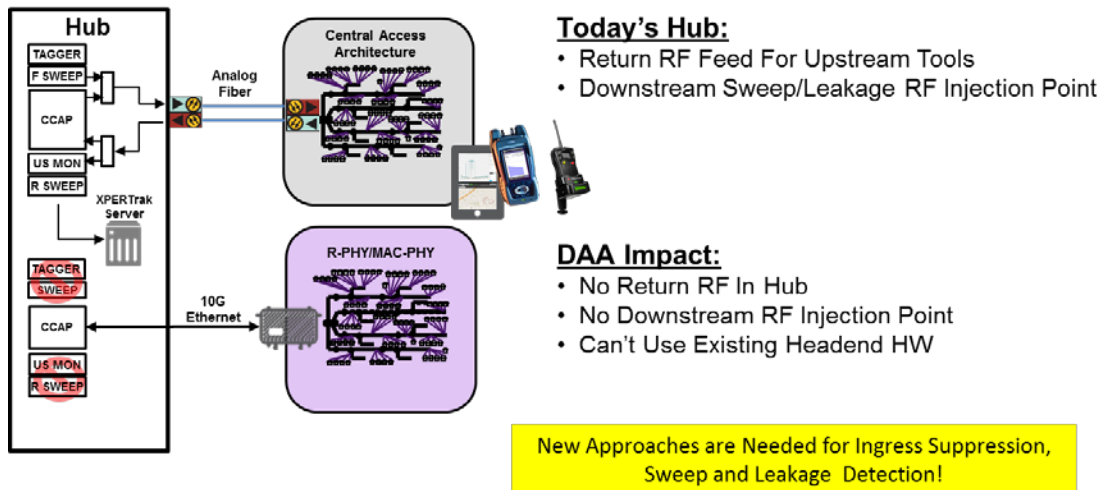 Hub
TAGGER
F SWEEP
CCAP
US MON
R SWEEP
XPERTrak
Server
Analog
Fiber
Central Access
Architecture
Today's Hub:
• Return RF Feed For Upstream Tools
• Downstream Sweep/Leakage RF Injection Point
TAGGER
SWEEP
CCAP
US MON
R SWEEP
10G
Ethernet
R-PHY/MAC-PHY
DAA Impact:
• No Return RF In Hub
• No Downstream RF Injection Point
• Can't Use Existing Headend HW
New Approaches are Needed for Ingress Suppression,
Sweep and Leakage Detection!